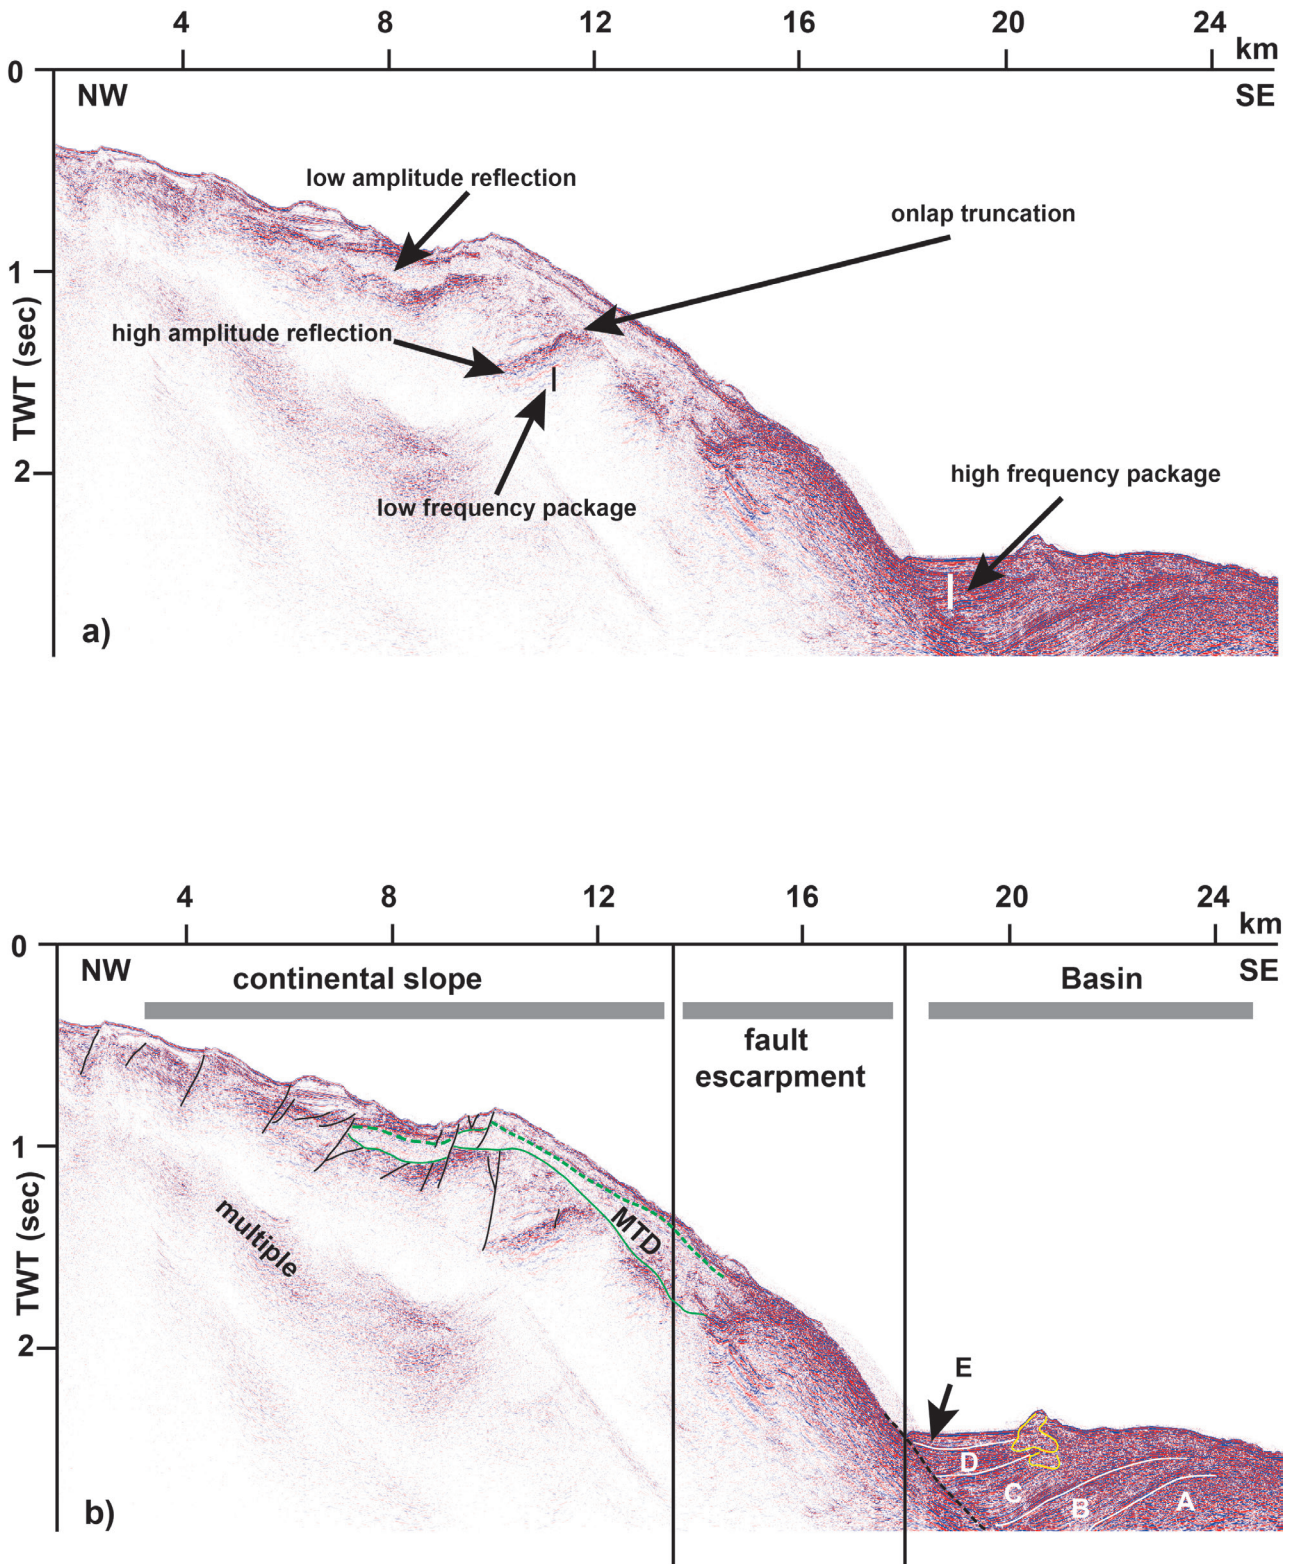 4 8 12 16 20 24
km
0
NW SE
low amplitude reflection
onlap truncation
1
high amplitude reflection
TWT (sec)
2
high frequency package
low frequency package
a)
4 8 12 16 20 24
km
0
NW continental slope Basin SE
fault
escarpment
1
MTD
multiple
TWT (sec)
2
E
D
C
B
A
b)